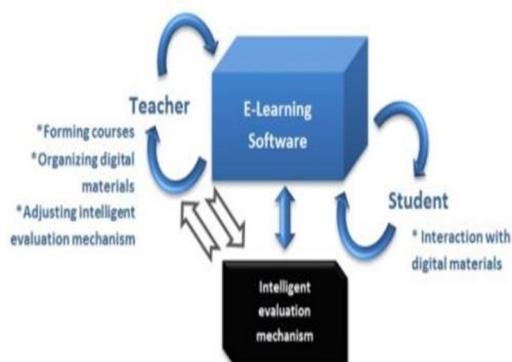 Teacher
*Forming courses
*Organizing digital
materials
*Adjusting intelligent
evaluation mechanism
E-Learning
Software
Student
* Interaction with
digital materials
Intelligent
evaluation
mechanism